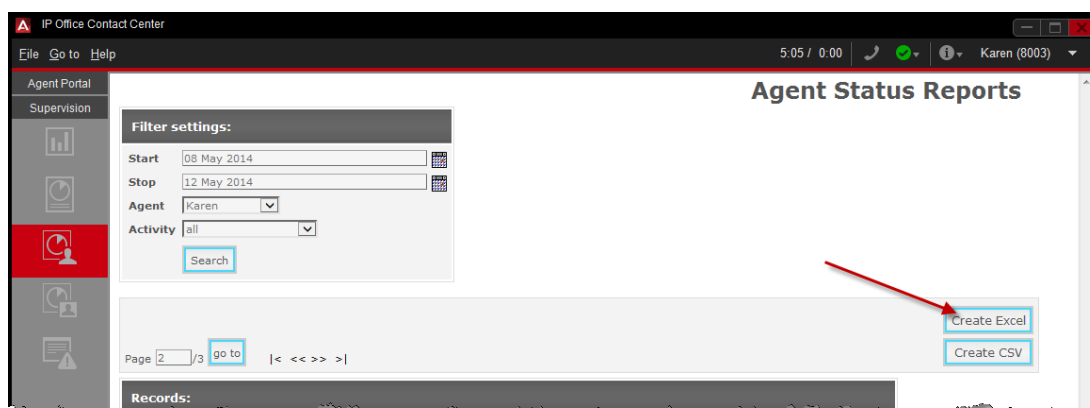 IP Office Contact Center
File Go to Help
5:05 / 0:00
Karen (8003)
Agent Portal
Supervision
Agent Status Reports
Filter settings:
Start 08 May 2014
Stop 12 May 2014
Agent Karen
Activity all
Search
Create Excel
Page 2 /3 go to |< << >> >|
Create CSV
Records: